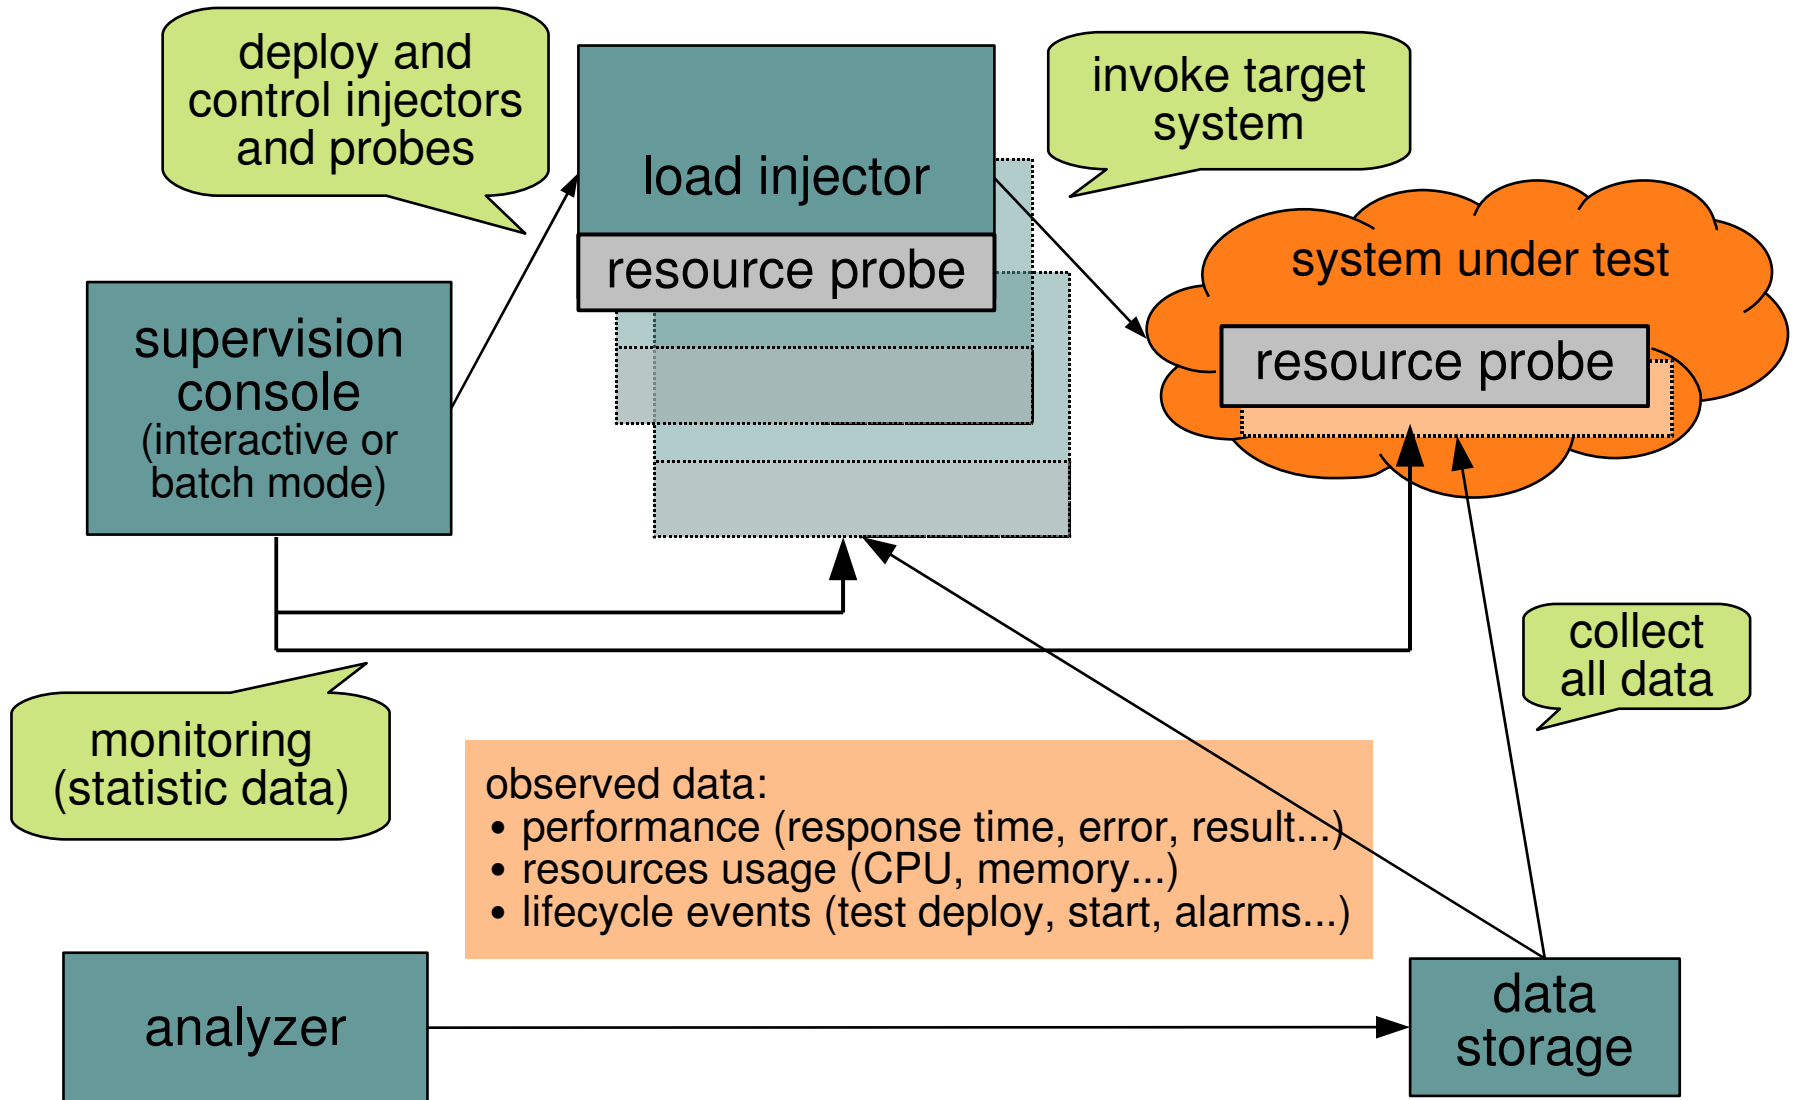 deploy and
control injectors
and probes
load injector
resource probe
invoke target
system
system under test
resource probe
supervision
console
(interactive or
batch mode)
collect
all data
monitoring
(statistic data)
observed data:
• performance (response time, error, result...)
• resources usage (CPU, memory...)
• lifecycle events (test deploy, start, alarms...)
analyzer
data
storage